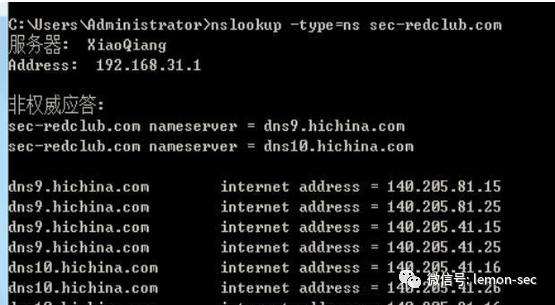 C:\Users\Administrator>nslookup -type=ns sec-redclub.com
服务器:  XiaoQiang
Address:  192.168.31.1
非权威应答:
sec-redclub.com nameserver = dns9.hichina.com
sec-redclub.com nameserver = dns10.hichina.com
dns9.hichina.com        internet address = 140.205.81.15
dns9.hichina.com        internet address = 140.205.81.25
dns9.hichina.com        internet address = 140.205.41.15
dns9.hichina.com        internet address = 140.205.41.25
dns10.hichina.com       internet address = 140.205.41.16
dns10.hichina.com       internet address = 140.205.41.26
微信号: lemon-sec